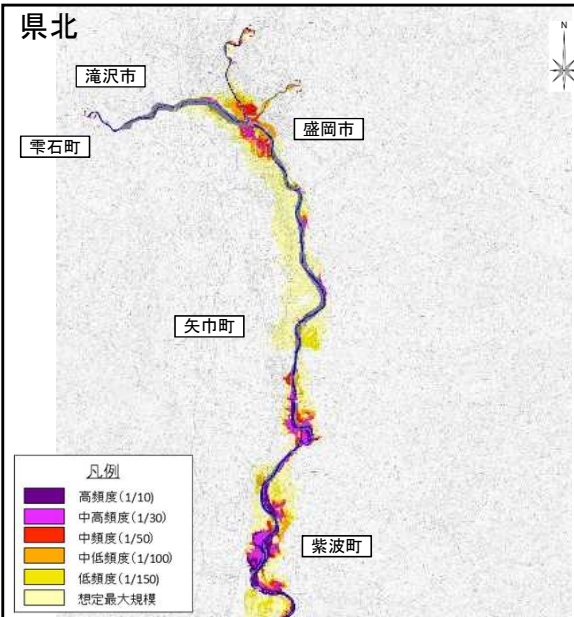 県北
N
滝沢市
盛岡市
雫石町
矢巾町
紫波町
凡例
高頻度(1/10)
中高頻度(1/30)
中頻度(1/50)
中低頻度(1/100)
低頻度(1/150)
想定最大規模